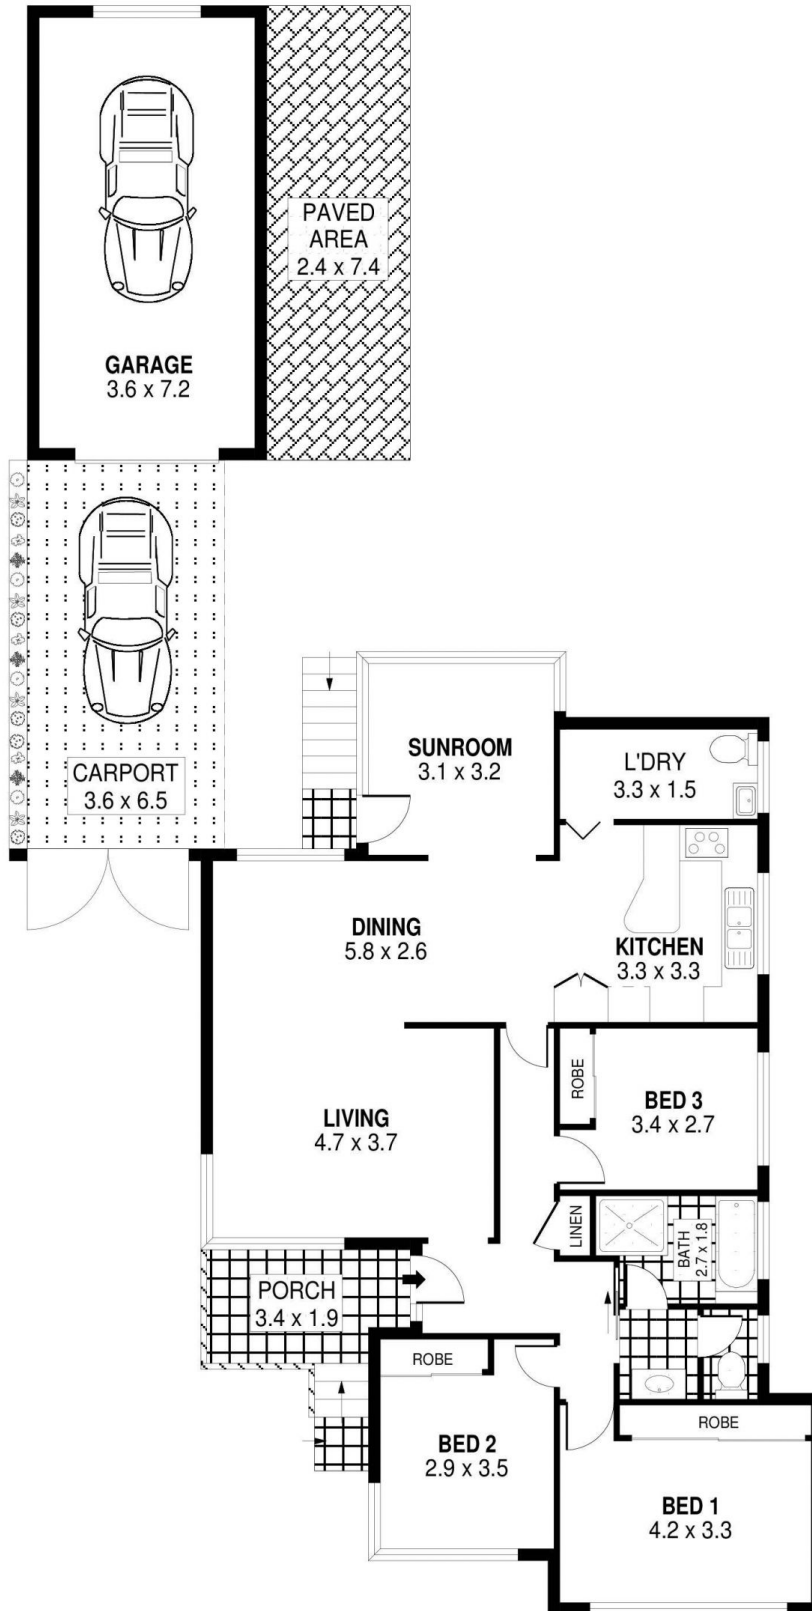 PAVED
AREA
2.4 x 7.4
GARAGE
3.6 x 7.2
CARPORT
3.6 x 6.5
SUNROOM
3.1 x 3.2
L'DRY
3.3 x 1.5
DINING
5.8 x 2.6
KITCHEN
3.3 x 3.3
ROBE
BED 3
3.4 x 2.7
LIVING
4.7 x 3.7
LINEN
BATH
2.7 x 1.8
PORCH
3.4 x 1.9
ROBE
BED 2
2.9 x 3.5
ROBE
BED 1
4.2 x 3.3